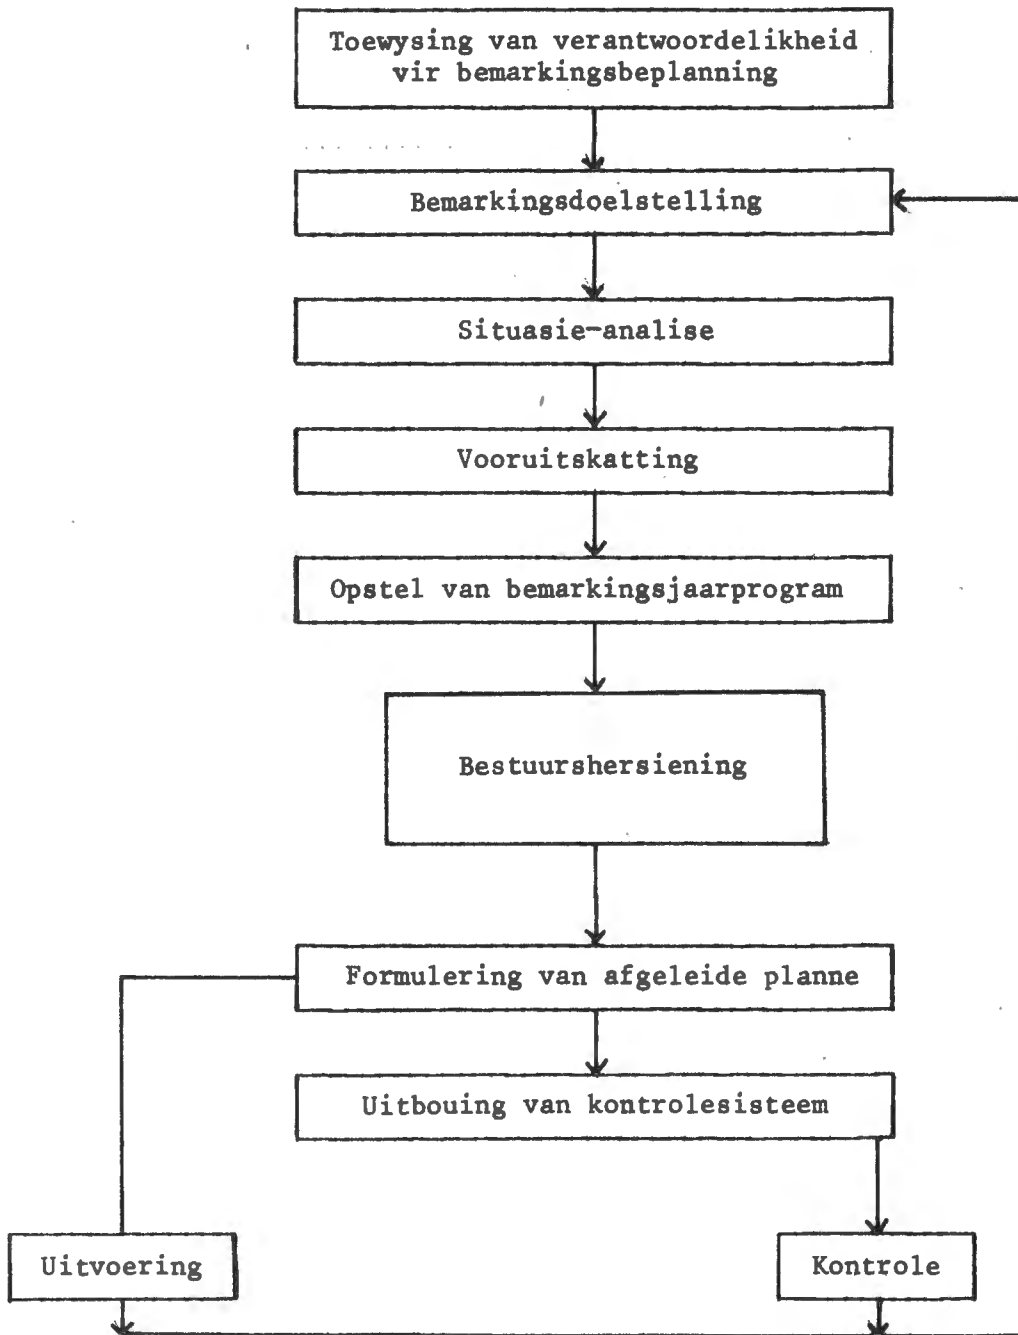 Toewysing van verantwoordelikheid
vir bemarkingsbeplanning
Bemarkingsdoelstelling
Situasie-analise
Vooruitskatting
Opstel van bemarkingsjaarprogram
Bestuurshersiening
Formulering van afgeleide planne
Uitbouing van kontrolesisteem
Uitvoering
Kontrole